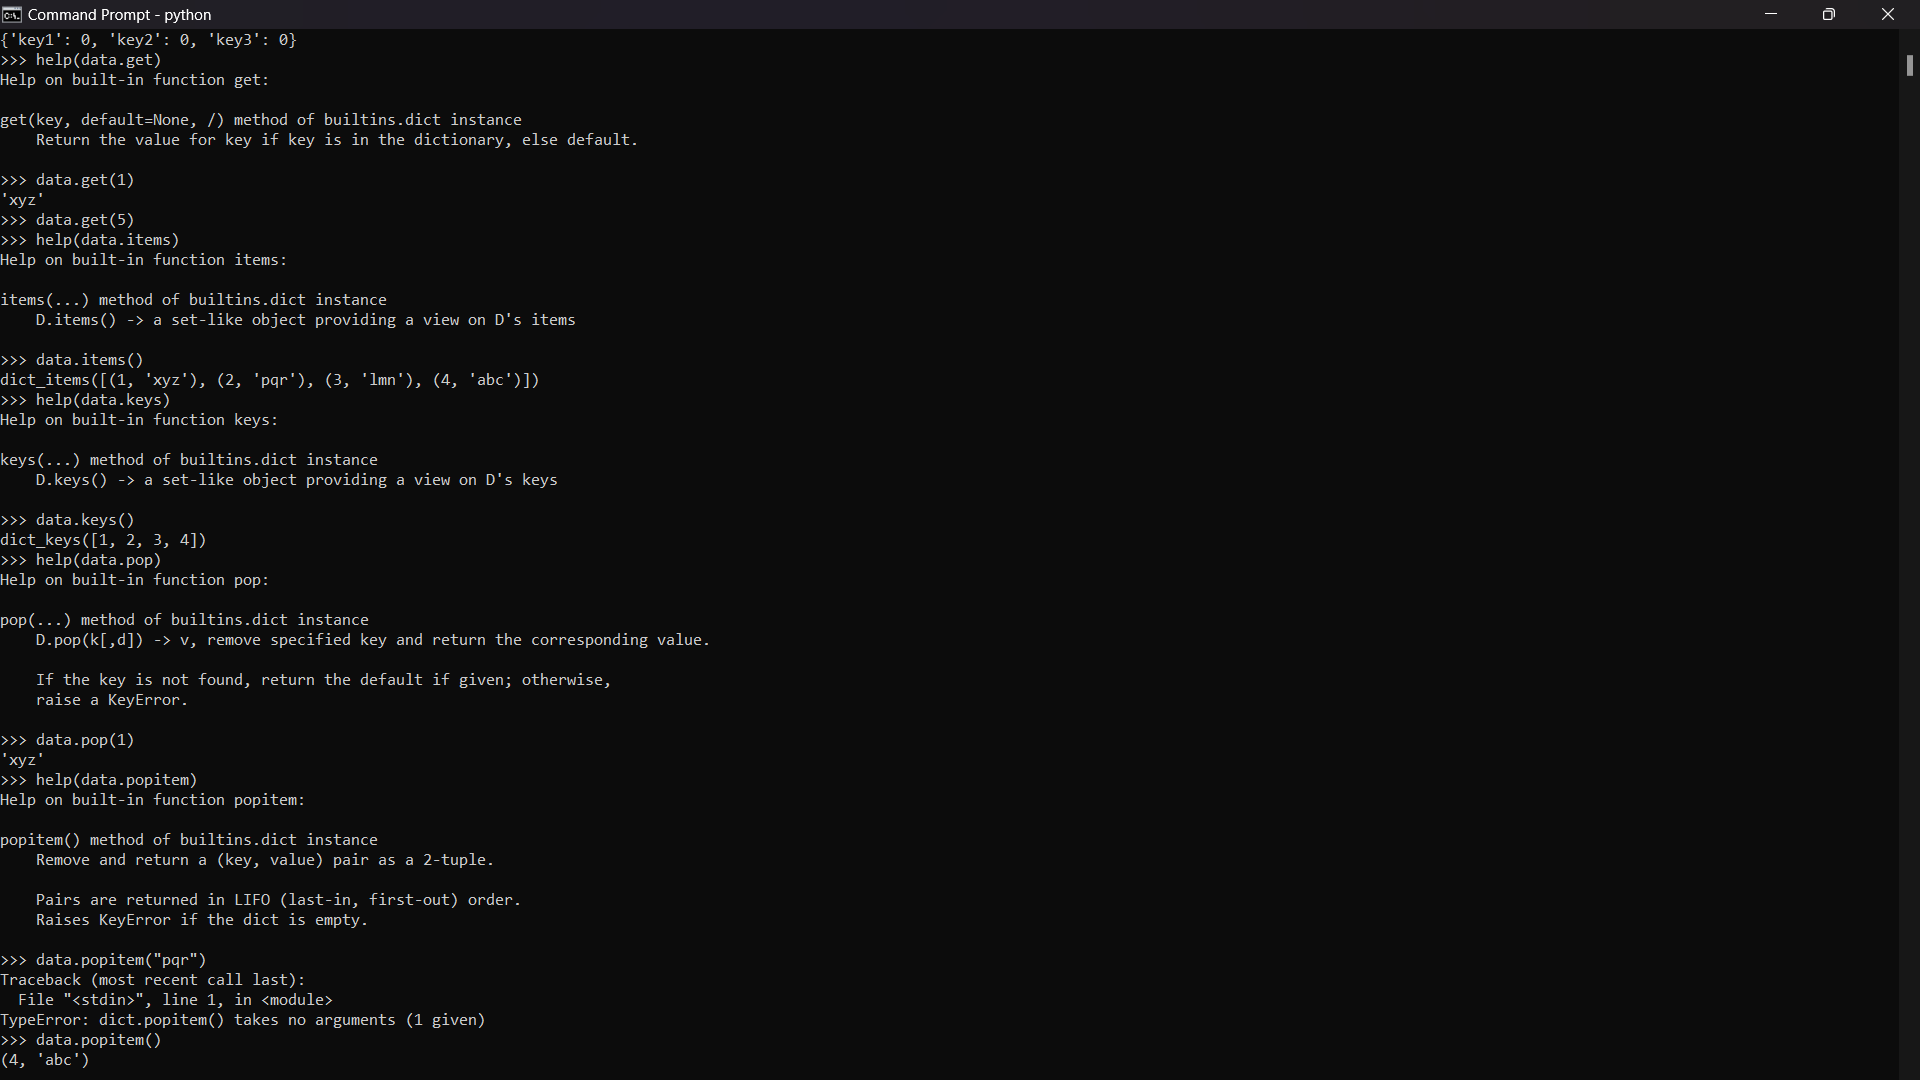 Command Prompt - python
{'key1': 0, 'key2': 0, 'key3': 0}
>>> help(data.get)
Help on built-in function get:

get(key, default=None, /) method of builtins.dict instance
    Return the value for key if key is in the dictionary, else default.

>>> data.get(1)
'xyz'
>>> data.get(5)
>>> help(data.items)
Help on built-in function items:

items(...) method of builtins.dict instance
    D.items() -> a set-like object providing a view on D's items

>>> data.items()
dict_items([(1, 'xyz'), (2, 'pqr'), (3, 'lmn'), (4, 'abc')])
>>> help(data.keys)
Help on built-in function keys:

keys(...) method of builtins.dict instance
    D.keys() -> a set-like object providing a view on D's keys

>>> data.keys()
dict_keys([1, 2, 3, 4])
>>> help(data.pop)
Help on built-in function pop:

pop(...) method of builtins.dict instance
    D.pop(k[,d]) -> v, remove specified key and return the corresponding value.

    If the key is not found, return the default if given; otherwise,
    raise a KeyError.

>>> data.pop(1)
'xyz'
>>> help(data.popitem)
Help on built-in function popitem:

popitem() method of builtins.dict instance
    Remove and return a (key, value) pair as a 2-tuple.

    Pairs are returned in LIFO (last-in, first-out) order.
    Raises KeyError if the dict is empty.

>>> data.popitem("pqr")
Traceback (most recent call last):
  File "<stdin>", line 1, in <module>
TypeError: dict.popitem() takes no arguments (1 given)
>>> data.popitem()
(4, 'abc')